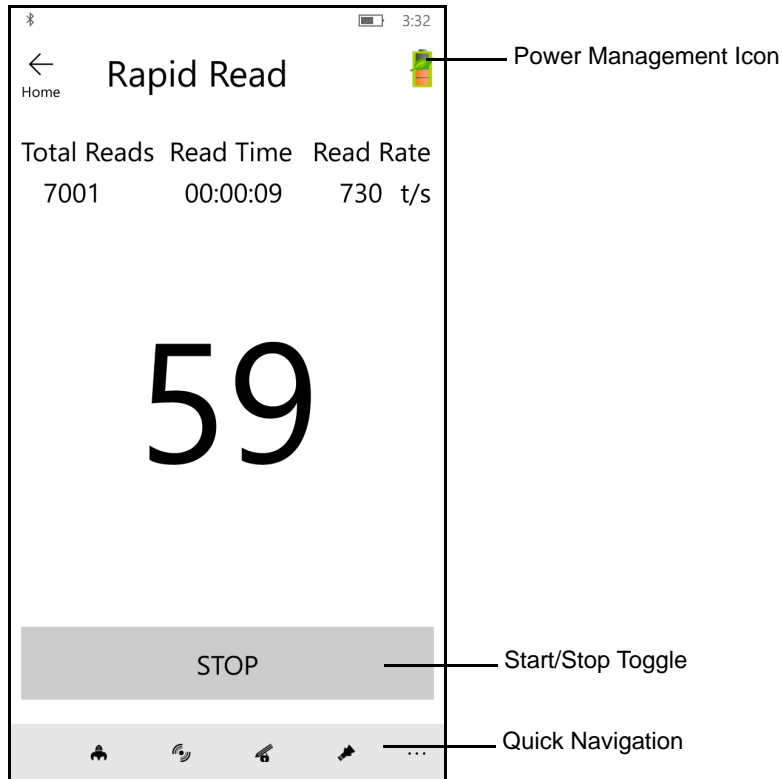 3:32
Power Management Icon
Home
Rapid Read
Total Reads Read Time Read Rate
7001 00:00:09 730 t/s
59
STOP
Start/Stop Toggle
Quick Navigation
...